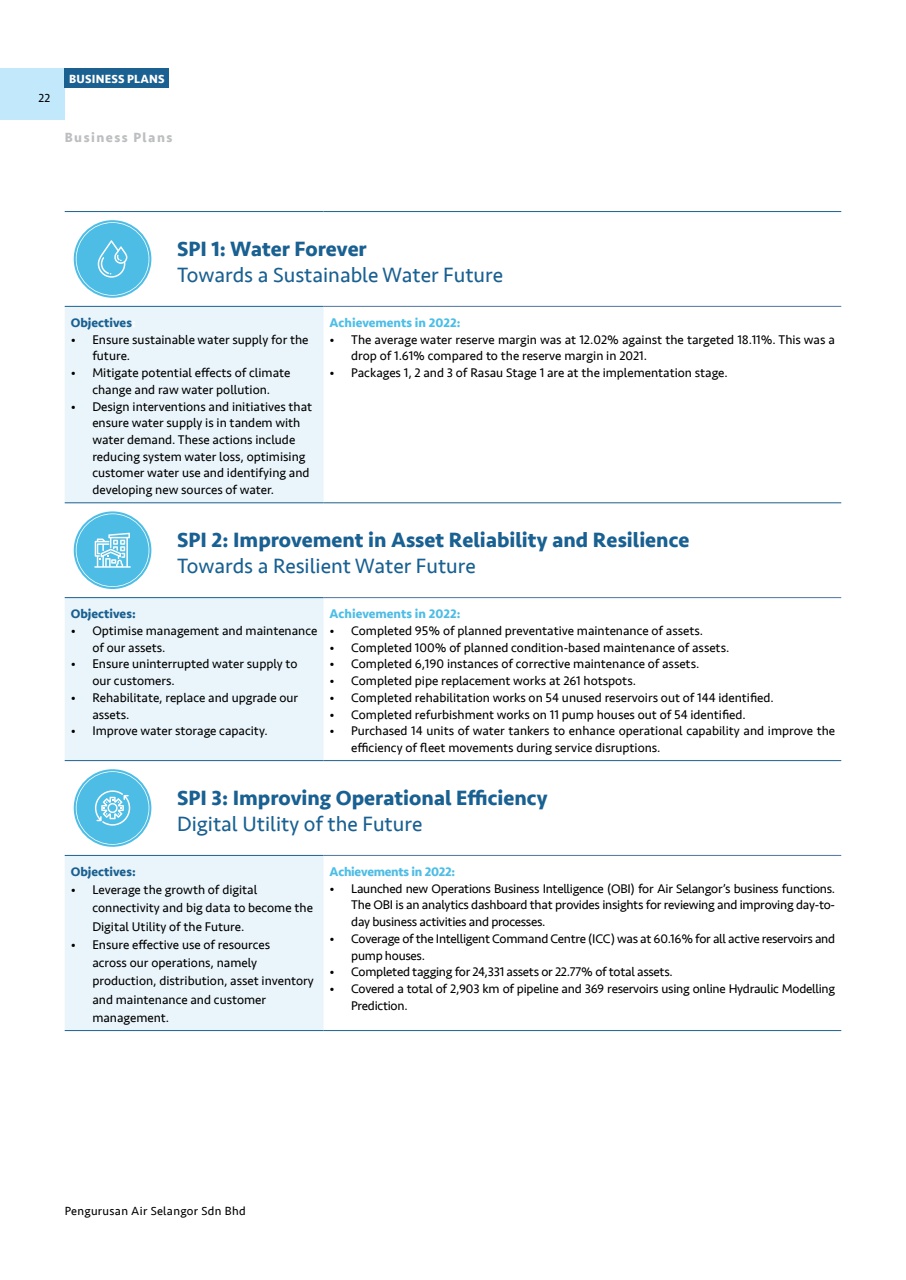 BUSINESS PLANS
22
Business Plans
SPI 1: Water Forever
Towards a Sustainable Water Future
Objectives
• Ensure sustainable water supply for the
future.
• Mitigate potential effects of climate
change and raw water pollution.
• Design interventions and initiatives that
ensure water supply is in tandem with
water demand. These actions include
reducing system water loss, optimising
customer water use and identifying and
developing new sources of water.
Achievements in 2022:
• The average water reserve margin was at 12.02% against the targeted 18.11%. This was a
drop of 1.61% compared to the reserve margin in 2021.
• Packages 1, 2 and 3 of Rasau Stage 1 are at the implementation stage.
SPI 2: Improvement in Asset Reliability and Resilience
Towards a Resilient Water Future
Objectives:
• Optimise management and maintenance
of our assets.
• Ensure uninterrupted water supply to
our customers.
• Rehabilitate, replace and upgrade our
assets.
• Improve water storage capacity.
Achievements in 2022:
• Completed 95% of planned preventative maintenance of assets.
• Completed 100% of planned condition-based maintenance of assets.
• Completed 6,190 instances of corrective maintenance of assets.
• Completed pipe replacement works at 261 hotspots.
• Completed rehabilitation works on 54 unused reservoirs out of 144 identified.
• Completed refurbishment works on 11 pump houses out of 54 identified.
• Purchased 14 units of water tankers to enhance operational capability and improve the
efficiency of fleet movements during service disruptions.
SPI 3: Improving Operational Efficiency
Digital Utility of the Future
Objectives:
• Leverage the growth of digital
connectivity and big data to become the
Digital Utility of the Future.
• Ensure effective use of resources
across our operations, namely
production, distribution, asset inventory
and maintenance and customer
management.
Achievements in 2022:
• Launched new Operations Business Intelligence (OBI) for Air Selangor’s business functions.
The OBI is an analytics dashboard that provides insights for reviewing and improving day-to-
day business activities and processes.
• Coverage of the Intelligent Command Centre (ICC) was at 60.16% for all active reservoirs and
pump houses.
• Completed tagging for 24,331 assets or 22.77% of total assets.
• Covered a total of 2,903 km of pipeline and 369 reservoirs using online Hydraulic Modelling
Prediction.
Pengurusan Air Selangor Sdn Bhd